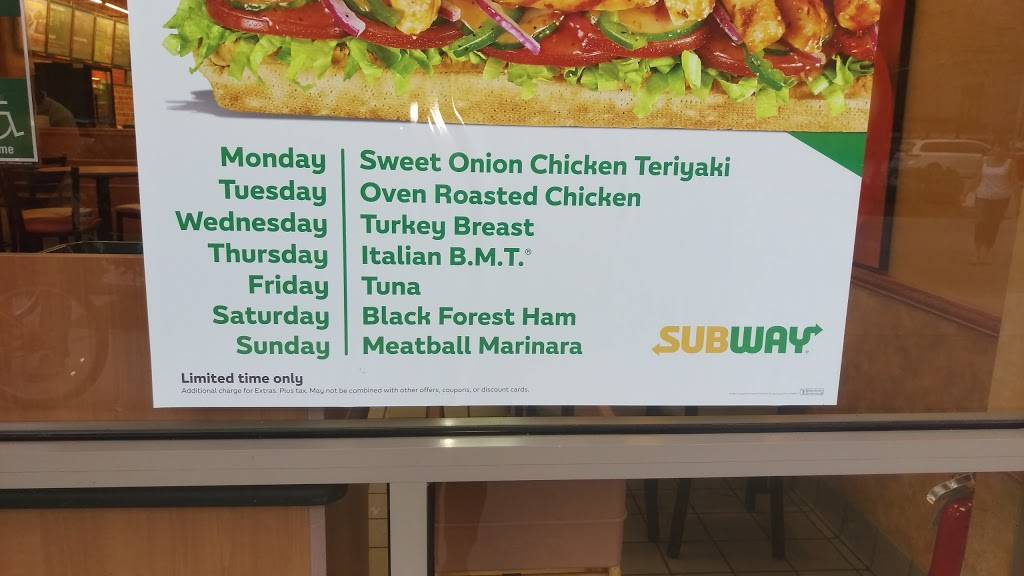 me
Monday Sweet Onion Chicken Teriyaki
Tuesday Oven Roasted Chicken
Wednesday Turkey Breast
Thursday Italian B.M.T.®
Friday Tuna
Saturday Black Forest Ham
Sunday Meatball Marinara
SUBWAY
Limited time only
Additional charge for Extras. Plus tax. May not be combined with other offers, coupons, or discount cards.